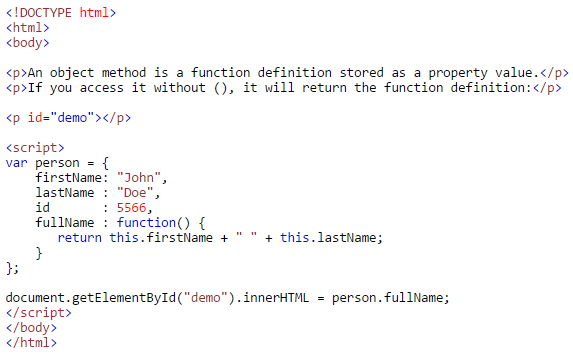 <!DOCTYPE html>
<html>
<body>

<p>An object method is a function definition stored as a property value.</p>
<p>If you access it without (), it will return the function definition:</p>

<p id="demo"></p>

<script>
var person = {
    firstName: "John",
    lastName : "Doe",
    id       : 5566,
    fullName : function() {
       return this.firstName + " " + this.lastName;
    }
};

document.getElementById("demo").innerHTML = person.fullName;
</script>
</body>
</html>